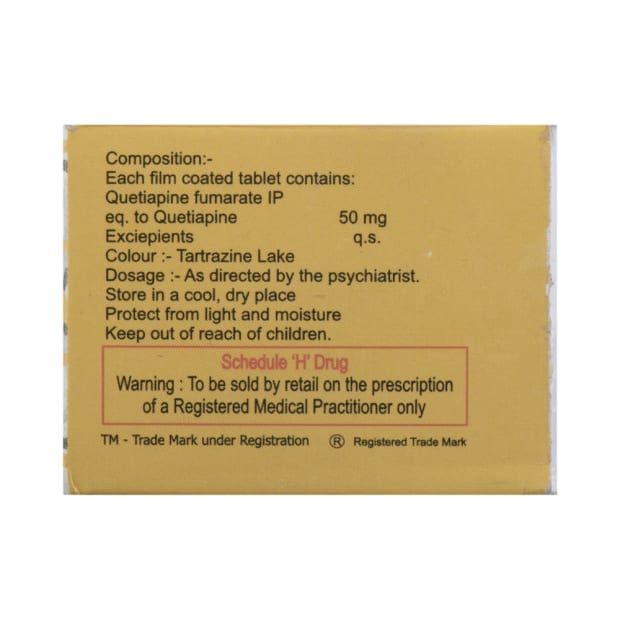 Composition:-
Each film coated tablet contains:
Quetiapine fumarate IP
eq. to Quetiapine 50 mg
Exciepients q.s.
Colour :- Tartrazine Lake
Dosage :- As directed by the psychiatrist.
Store in a cool, dry place
Protect from light and moisture
Keep out of reach of children.
Schedule 'H' Drug
Warning : To be sold by retail on the prescription
of a Registered Medical Practitioner only
TM - Trade Mark under Registration ® Registered Trade Mark